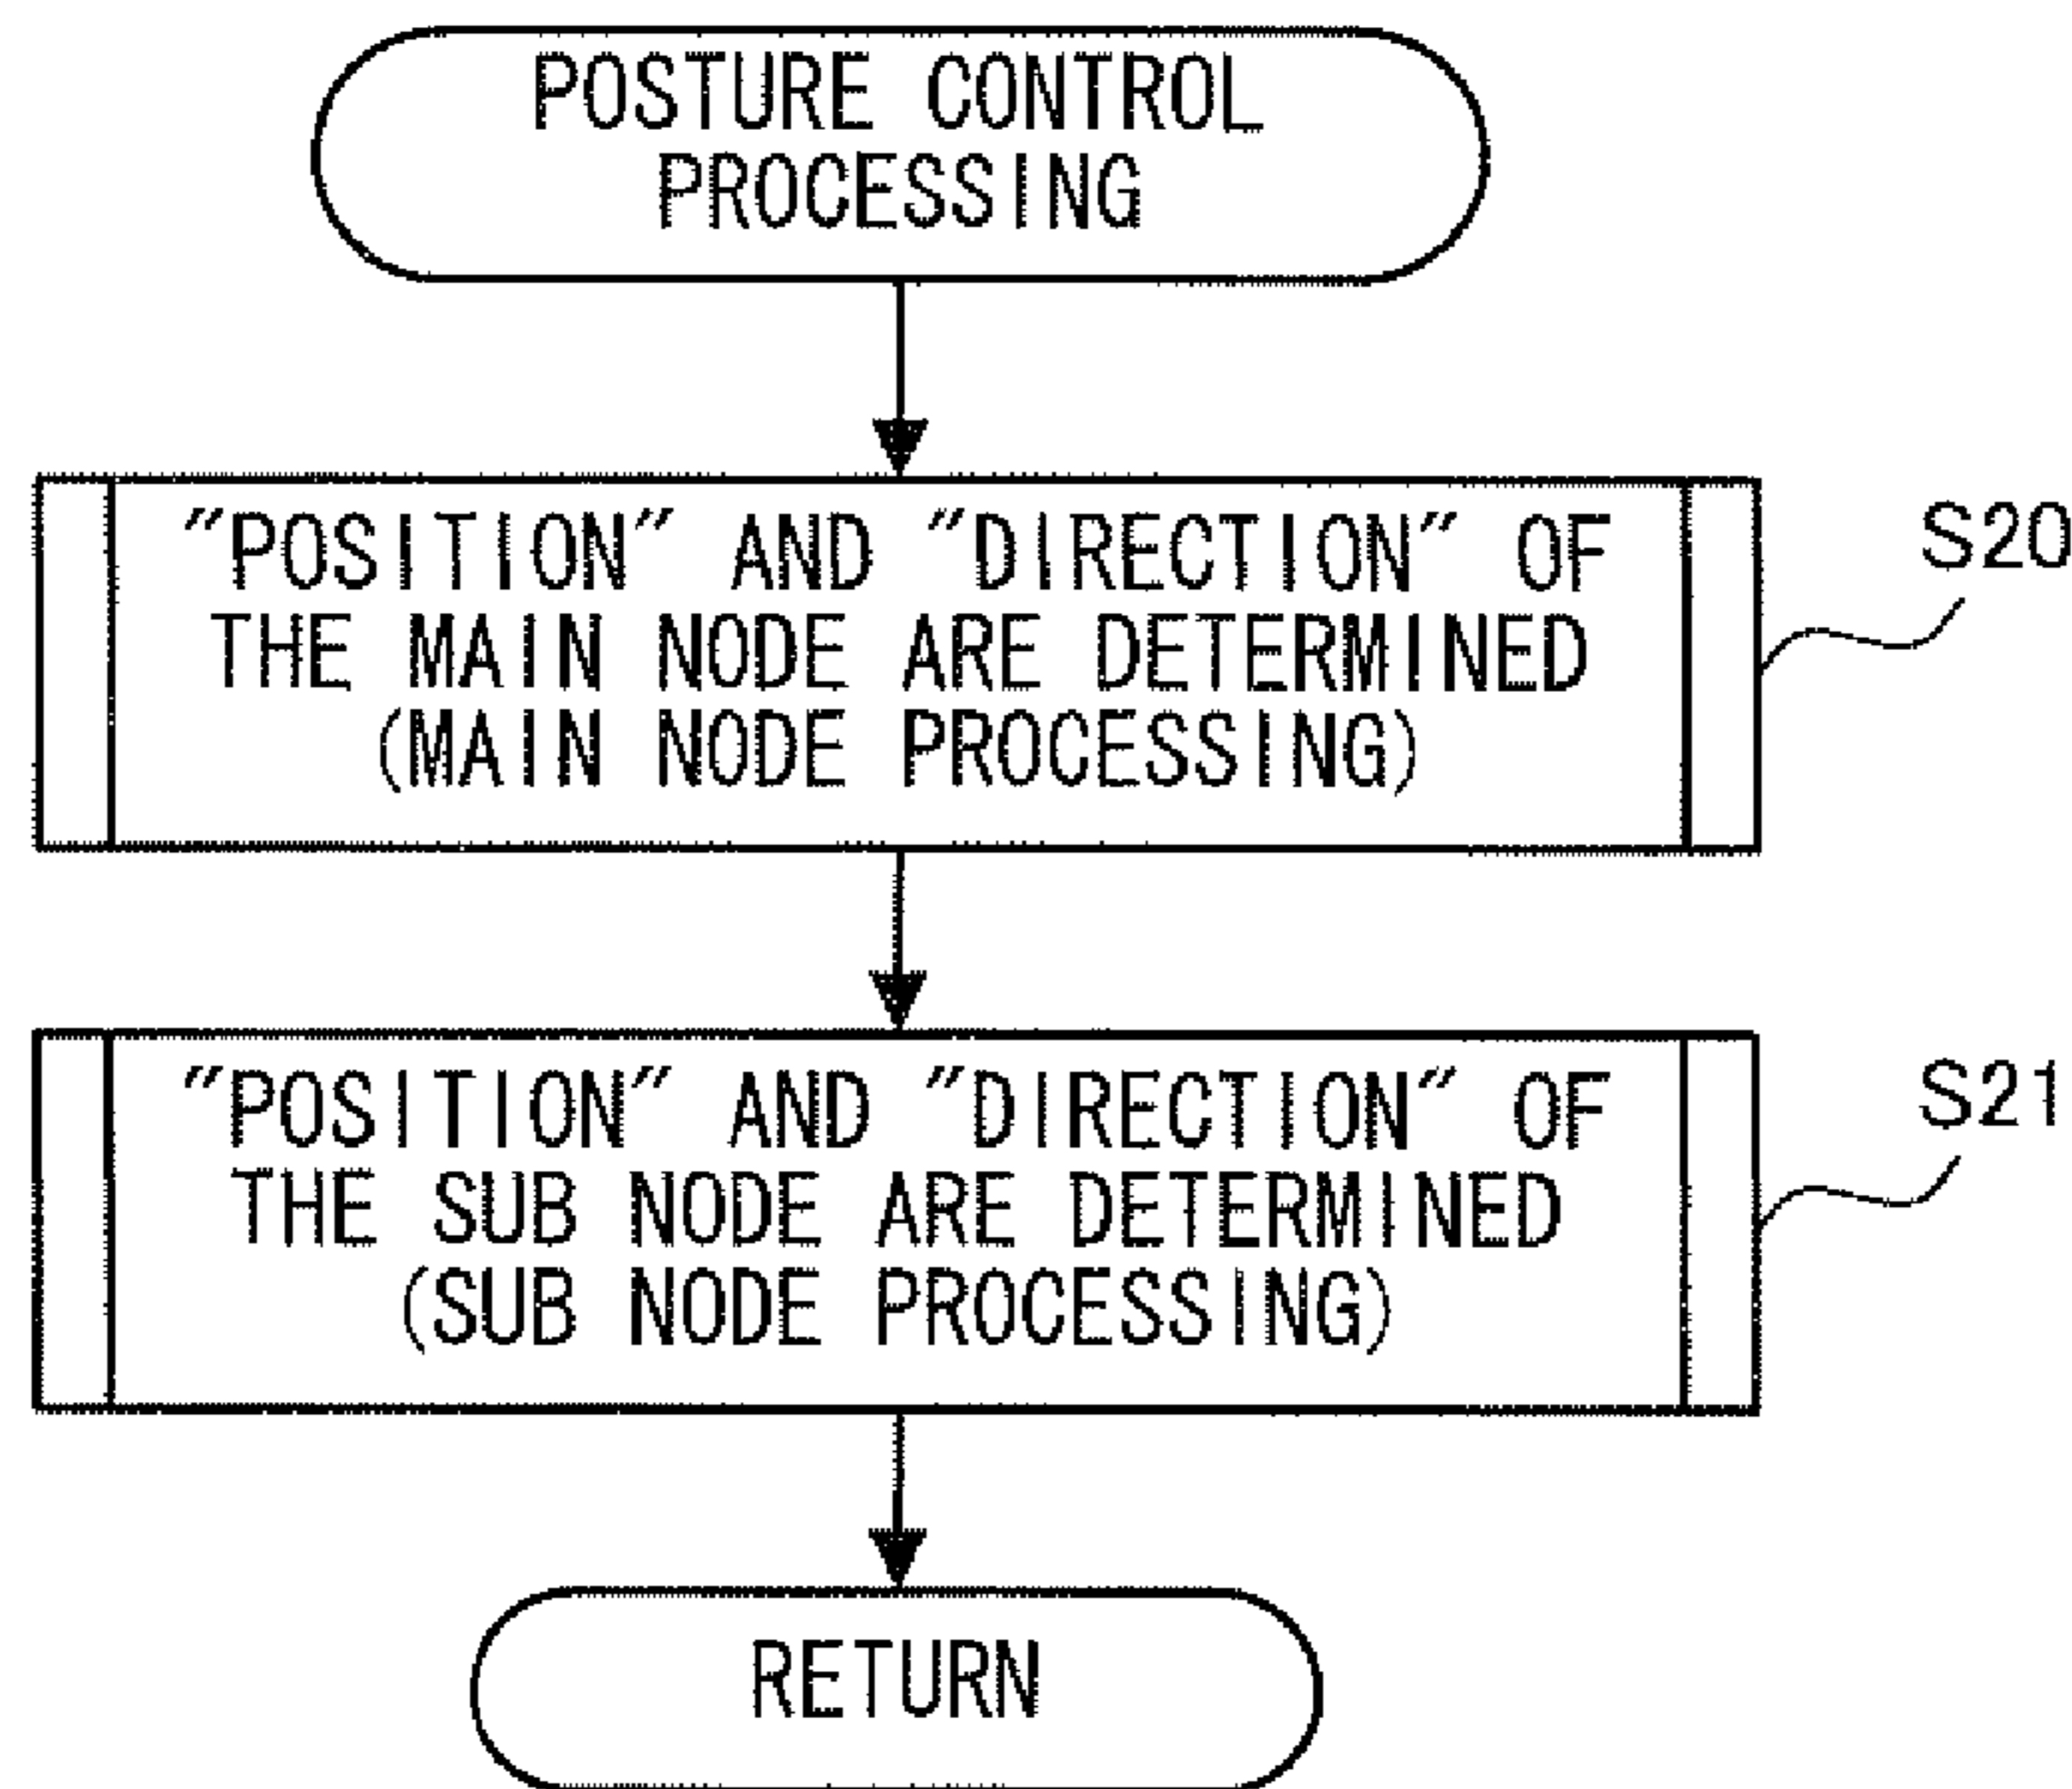 POSTURE CONTROL
PROCESSING
"POSITION" AND "DIRECTION" OF
THE MAIN NODE ARE DETERMINED
(MAIN NODE PROCESSING)
S20
"POSITION" AND "DIRECTION" OF
THE SUB NODE ARE DETERMINED
(SUB NODE PROCESSING)
S21
RETURN